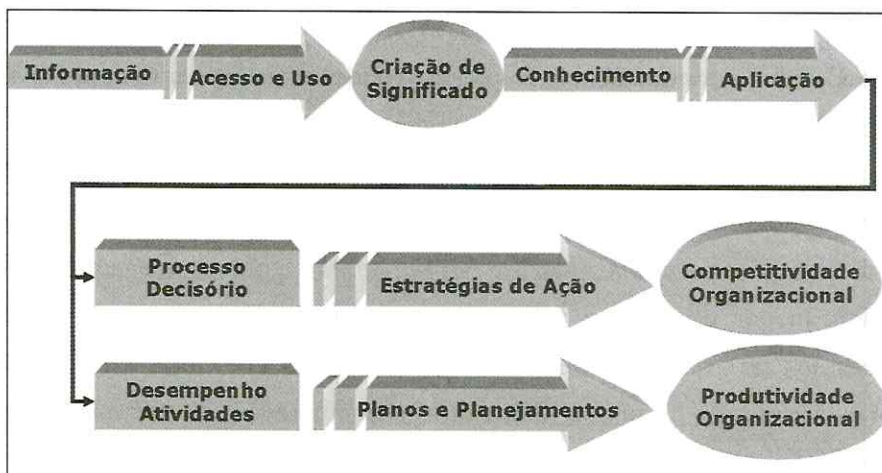 Informação
Acesso e Uso
Criação de
Significado
Conhecimento
Aplicação
Processo
Decisório
Estratégias de Ação
Competitividade
Organizacional
Desempenho
Atividades
Planos e Planejamentos
Produtividade
Organizacional